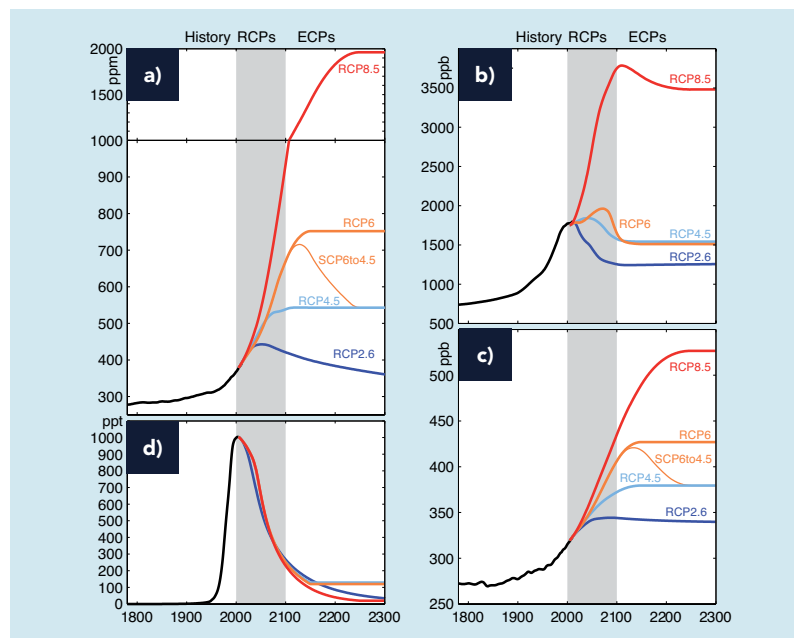 History RCPs ECPs
ppm
2000
1500
1000
a)
RCP8.5
1000
900
800
700
600
500
400
300
RCP6
SCP6to4.5
RCP4.5
RCP2.6
ppt
1000
900
800
700
600
500
400
300
200
100
0
d)
1800 1900 2000 2100 2200 2300
History RCPs ECPs
ppb
3500
3000
2500
2000
1500
1000
500
b)
RCP8.5
RCP6
RCP4.5
RCP2.6
ppb
500
450
400
350
300
250
c)
RCP8.5
RCP6
SCP6to4.5
RCP4.5
RCP2.6
1800 1900 2000 2100 2200 2300